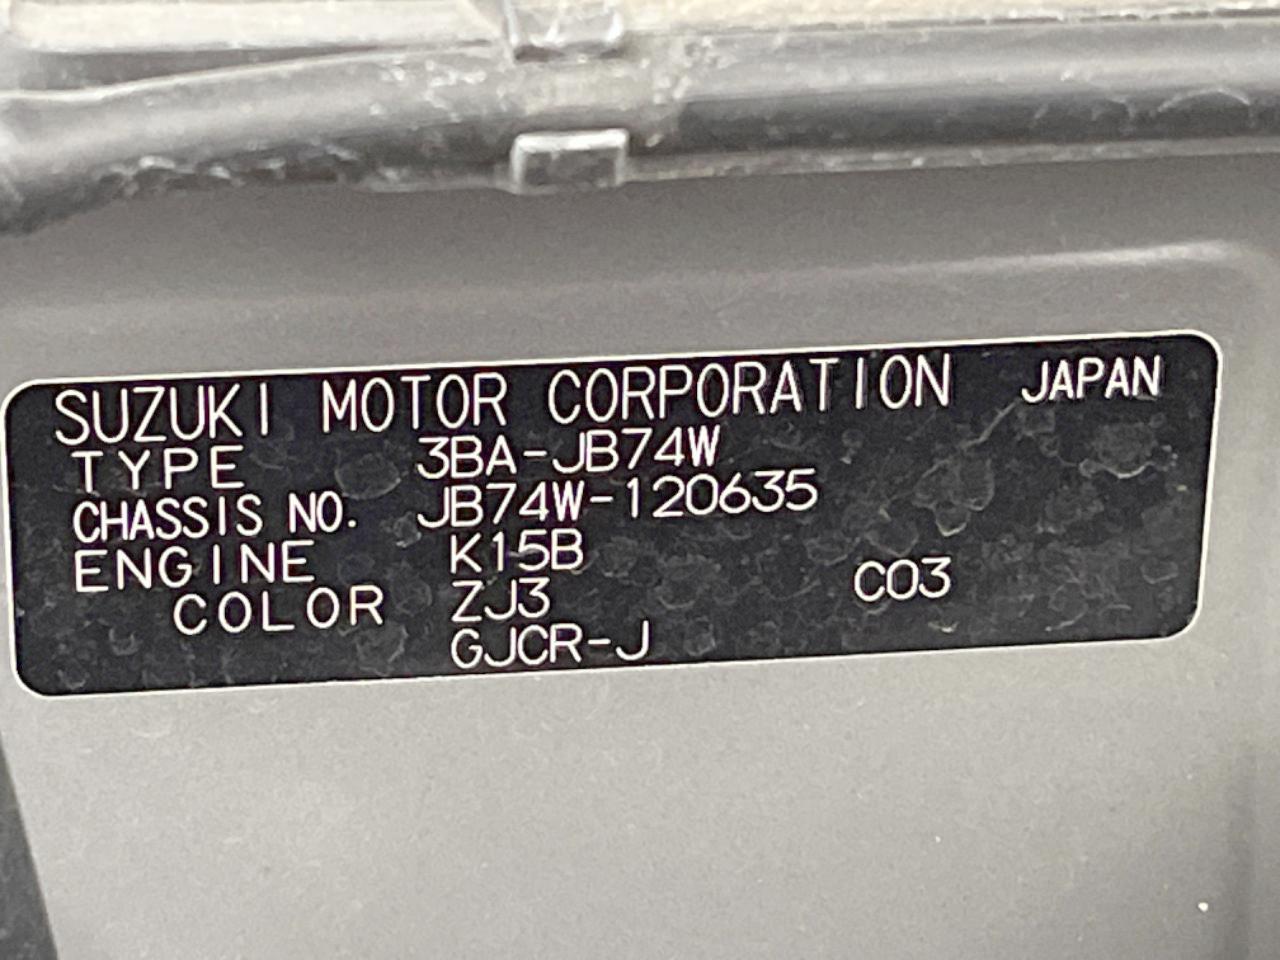 SUZUKI MOTOR CORPORATION JAPAN
TYPE 3BA-JB74W
CHASSIS NO. JB74W-120635
ENGINE K15B
COLOR ZJ3 C03
GJCR-J